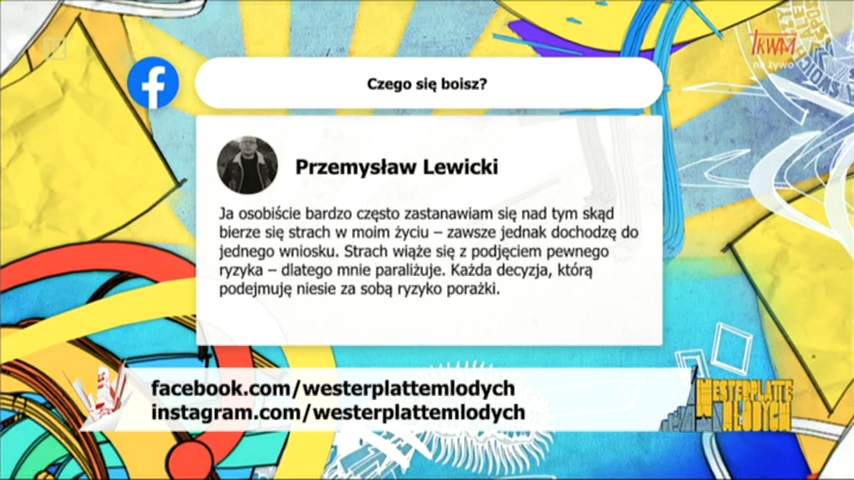 TRWAM
na żywo
Czego się boisz?
Przemysław Lewicki
Ja osobiście bardzo często zastanawiam się nad tym skąd
bierze się strach w moim życiu – zawsze jednak dochodzę do
jednego wniosku. Strach wiąże się z podjęciem pewnego
ryzyka – dlatego mnie paraliżuje. Każda decyzja, którą
podejmuję niesie za sobą ryzyko porażki.
facebook.com/westerplattemlodych
instagram.com/westerplattemlodych
WESTERPLATTE
MŁODYCH